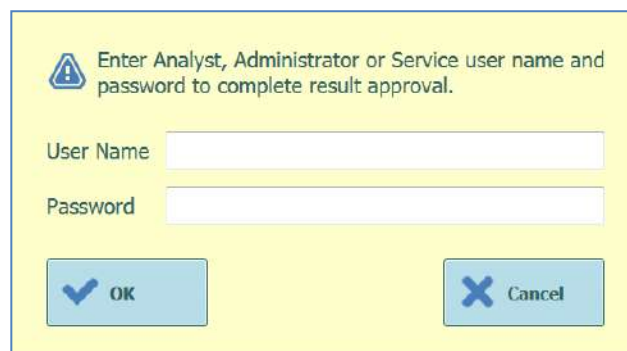 Enter Analyst, Administrator or Service user name and
password to complete result approval.
User Name
Password
OK
Cancel